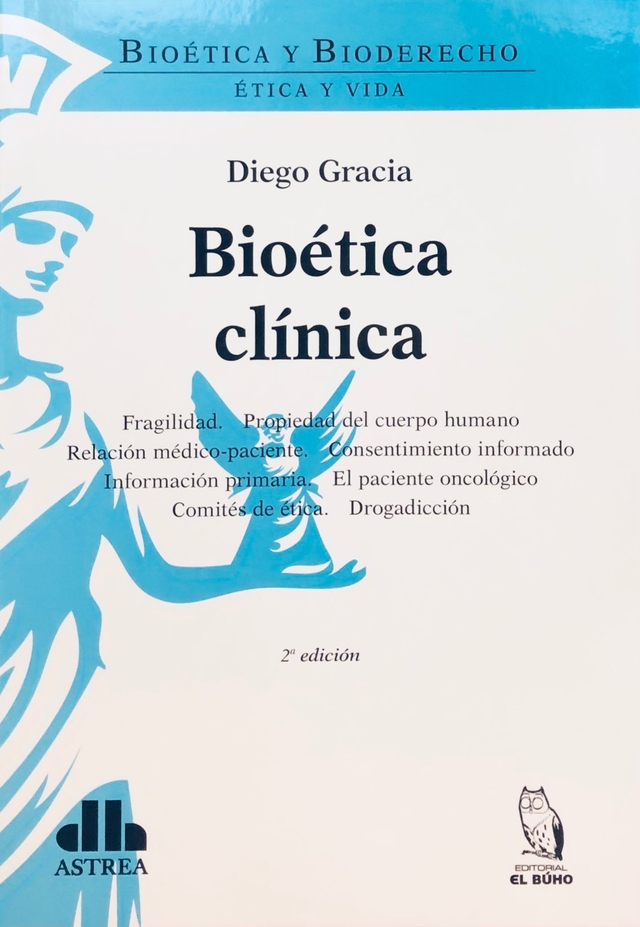 BIOÉTICA Y BIODERECHO
ÉTICA Y VIDA
Diego Gracia
Bioética
clínica
Fragilidad. Propiedad del cuerpo humano
Relación médico-paciente. Consentimiento informado
Información primaria. El paciente oncológico
Comités de ética. Drogadicción
2ª edición
ASTREA
EDITORIAL
EL BÚHO